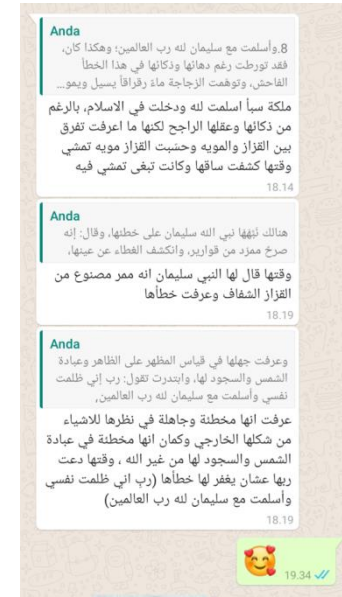 Anda
8.وأسلمت مع سليمان لله رب العالمين؛ وهكذا كان،
فقد تورطت رغم دهائها وذكائها في هذا الخطأ
الفاحش، وتوهمت الزجاجة ماءً رقراقاً يسيل ويمو...
ملكة سبأ اسلمت لله ودخلت في الاسلام، بالرغم
من ذكائها وعقلها الراجح لكنها ما اعرفت تفرق
بين القزاز والمويه وحسبت القزاز مويه تمشي
وقتها كشفت ساقها وكانت تبغى تمشي فيه
18.14
Anda
هنالك نَبَّهَهَا نبي الله سليمان على خطئها، وقال: إنه
صرحٌ ممرَّد من قوارير، وانكشف الغطاء عن عينها،
وقتها قال لها النبي سليمان انه ممر مصنوع من
القزاز الشفاف وعرفت خطأها
18.19
Anda
وعرفت جهلها في قياس المظهر على الظاهر وعبادة
الشمس والسجود لها، وابتدرت تقول: رب إني ظلمت
نفسي وأسلمت مع سليمان لله رب العالمين,
عرفت انها مخطئة وجاهلة في نظرها للاشياء
من شكلها الخارجي وكمان انها مخطئة في عبادة
الشمس والسجود لها من غير الله ، وقتها دعت
ربها عشان يغفر لها خطأها (رب اني ظلمت نفسي
وأسلمت مع سليمان لله رب العالمين)
18.19
19.34